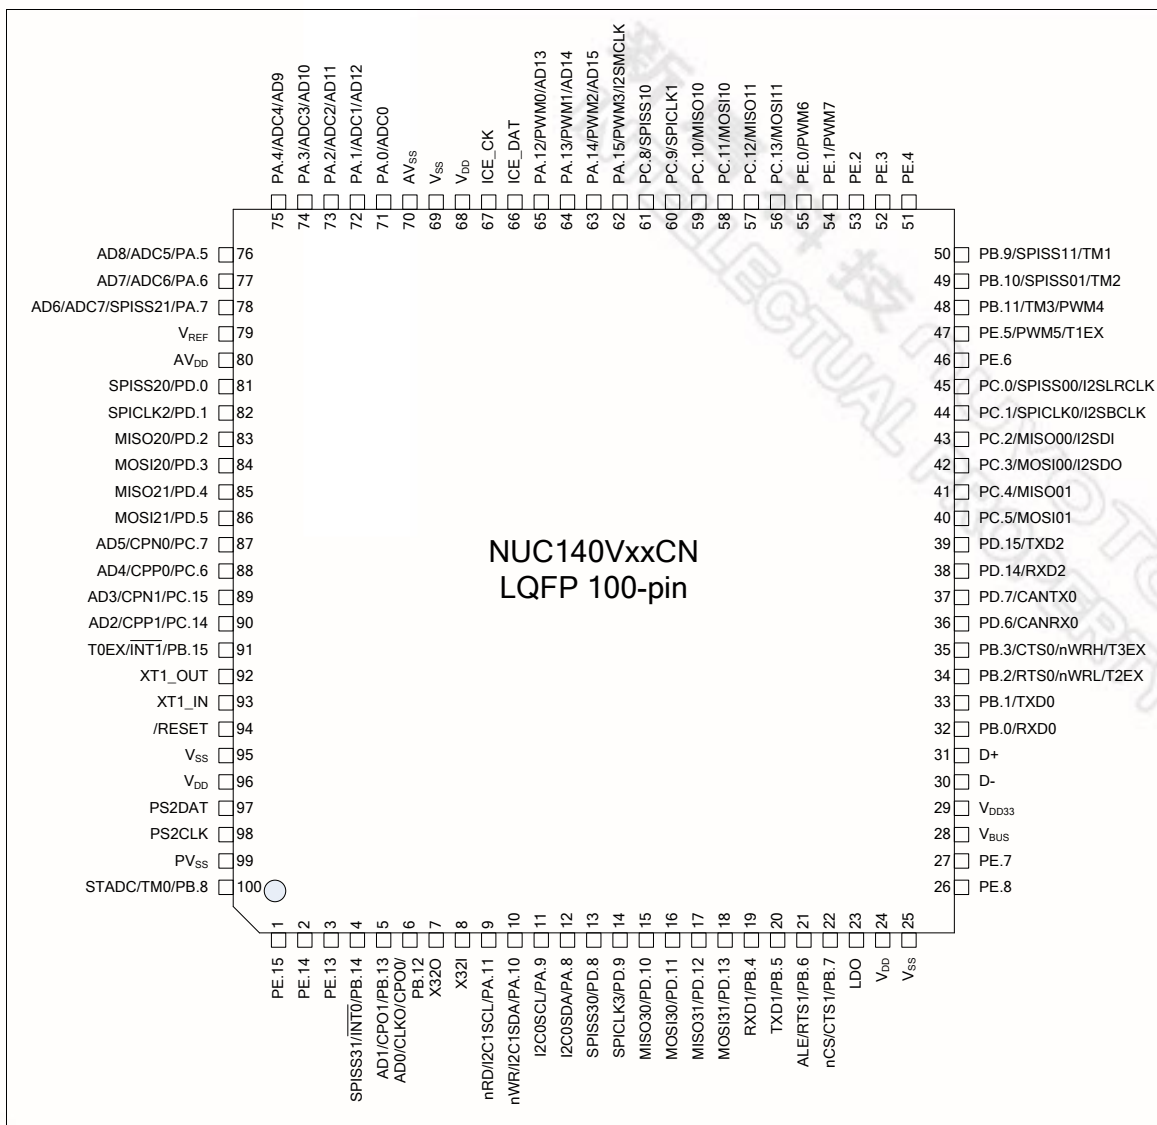 PA.4/ADC4/AD9
PA.3/ADC3/AD10
PA.2/ADC2/AD11
PA.1/ADC1/AD12
PA.0/ADC0
AVSS
VSS
VDD
ICE_CK
ICE_DAT
PA.12/PWM0/AD13
PA.13/PWM1/AD14
PA.14/PWM2/AD15
PA.15/PWM3/I2SMCLK
PC.8/SPISS10
PC.9/SPICLK1
PC.10/MISO10
PC.11/MOSI10
PC.12/MISO11
PC.13/MOSI11
PE.0/PWM6
PE.1/PWM7
PE.2
PE.3
PE.4
75 74 73 72 71 70 69 68 67 66 65 64 63 62 61 60 59 58 57 56 55 54 53 52 51
AD8/ADC5/PA.5 76
AD7/ADC6/PA.6 77
AD6/ADC7/SPISS21/PA.7 78
VREF 79
AVDD 80
SPISS20/PD.0 81
SPICLK2/PD.1 82
MISO20/PD.2 83
MOSI20/PD.3 84
MISO21/PD.4 85
MOSI21/PD.5 86
AD5/CPN0/PC.7 87
AD4/CPP0/PC.6 88
AD3/CPN1/PC.15 89
AD2/CPP1/PC.14 90
T0EX/INT1/PB.15 91
XT1_OUT 92
XT1_IN 93
/RESET 94
VSS 95
VDD 96
PS2DAT 97
PS2CLK 98
PVSS 99
STADC/TM0/PB.8 100
NUC140VxxCN
LQFP 100-pin
50 PB.9/SPISS11/TM1
49 PB.10/SPISS01/TM2
48 PB.11/TM3/PWM4
47 PE.5/PWM5/T1EX
46 PE.6
45 PC.0/SPISS00/I2SLRCLK
44 PC.1/SPICLK0/I2SBCLK
43 PC.2/MISO00/I2SDI
42 PC.3/MOSI00/I2SDO
41 PC.4/MISO01
40 PC.5/MOSI01
39 PD.15/TXD2
38 PD.14/RXD2
37 PD.7/CANTX0
36 PD.6/CANRX0
35 PB.3/CTS0/nWRH/T3EX
34 PB.2/RTS0/nWRL/T2EX
33 PB.1/TXD0
32 PB.0/RXD0
31 D+
30 D-
29 VDD33
28 VBUS
27 PE.7
26 PE.8
1 2 3 4 5 6 7 8 9 10 11 12 13 14 15 16 17 18 19 20 21 22 23 24 25
PE.15
PE.14
PE.13
SPISS31/INT0/PB.14
AD1/CPO1/PB.13
AD0/CLKO/CPO0/
PB.12
X32O
X32I
nRD/I2C1SCL/PA.11
nWR/I2C1SDA/PA.10
I2C0SCL/PA.9
I2C0SDA/PA.8
SPISS30/PD.8
SPICLK3/PD.9
MISO30/PD.10
MOSI30/PD.11
MISO31/PD.12
MOSI31/PD.13
RXD1/PB.4
TXD1/PB.5
ALE/RTS1/PB.6
nCS/CTS1/PB.7
LDO
VDD
VSS
INTELLECTUAL PROPERTY